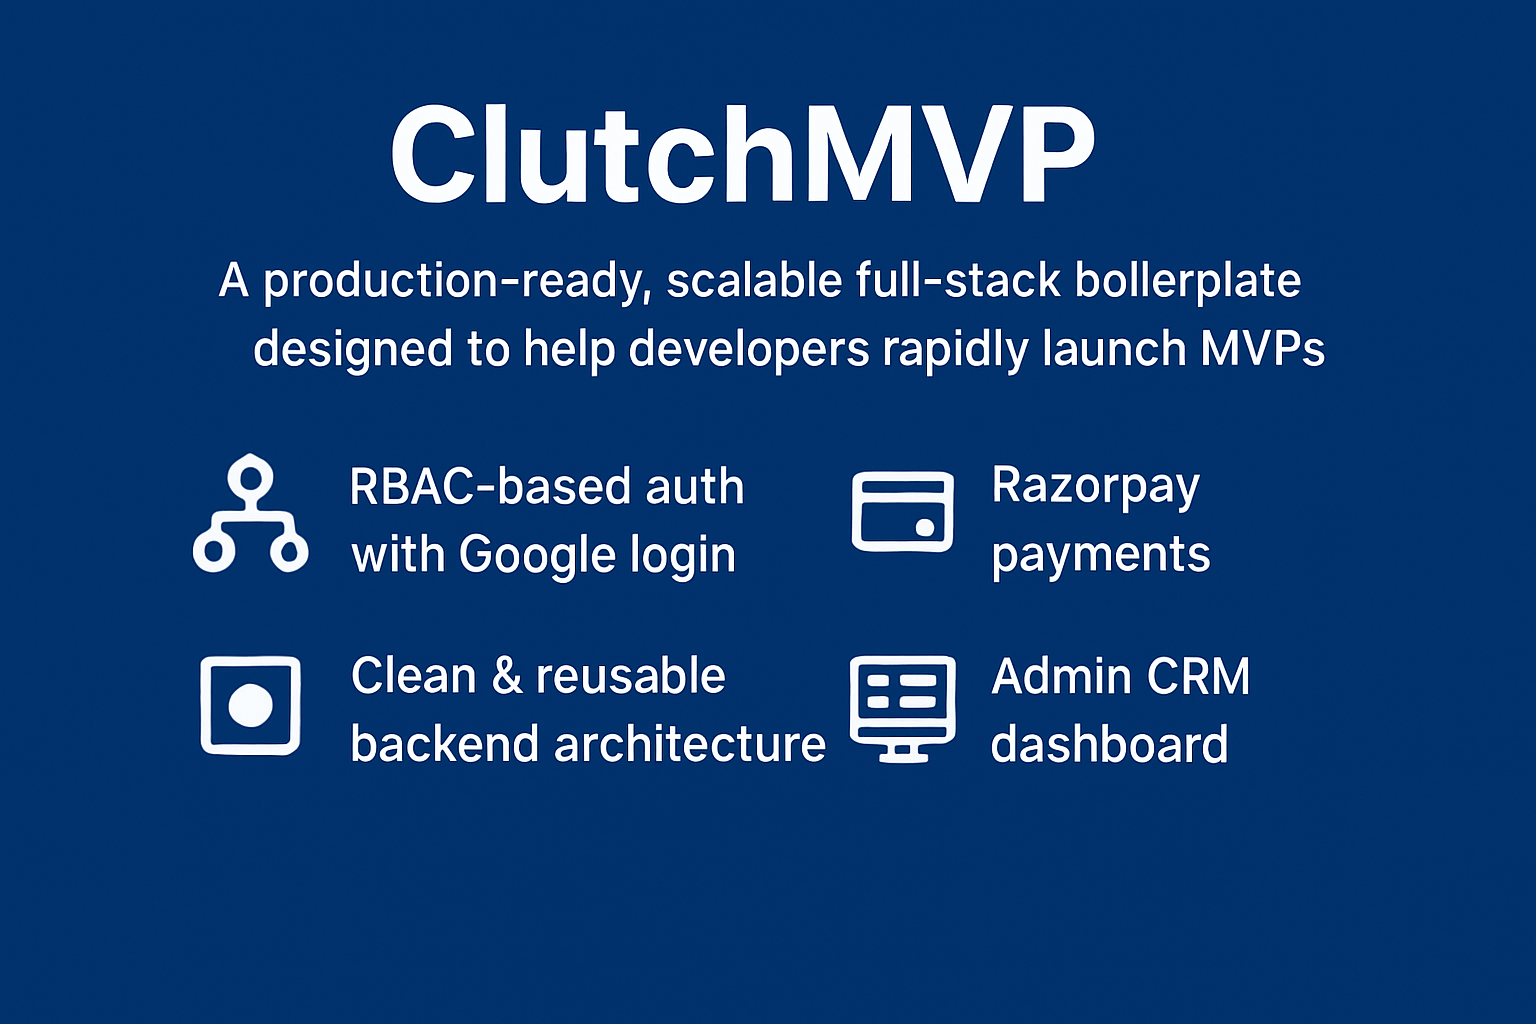 ClutchMVP
A production-ready, scalable full-stack bollerplate
designed to help developers rapidly launch MVPs
RBAC-based auth
with Google login
Razorpay
payments
Clean & reusable
backend architecture
Admin CRM
dashboard